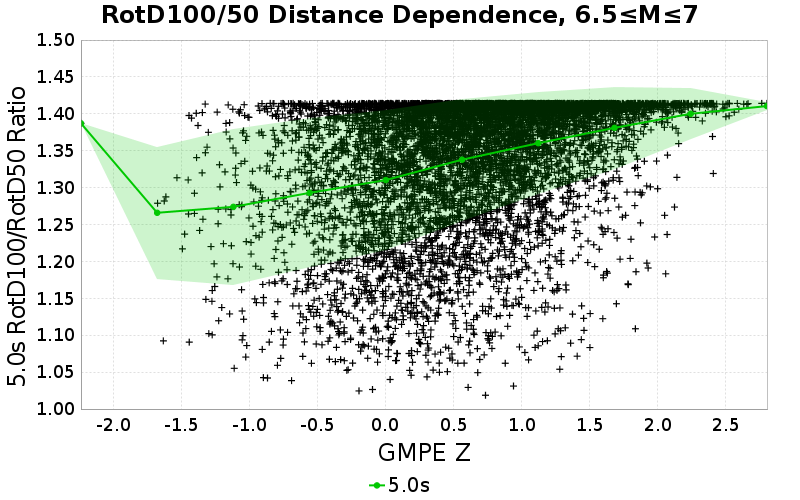 RotD100/50 Distance Dependence, 6.5≤M≤7
5.0s RotD100/RotD50 Ratio
1.50
1.45
1.40
1.35
1.30
1.25
1.20
1.15
1.10
1.05
1.00
-2.0 -1.5 -1.0 -0.5 0.0 0.5 1.0 1.5 2.0 2.5
GMPE Z
5.0s